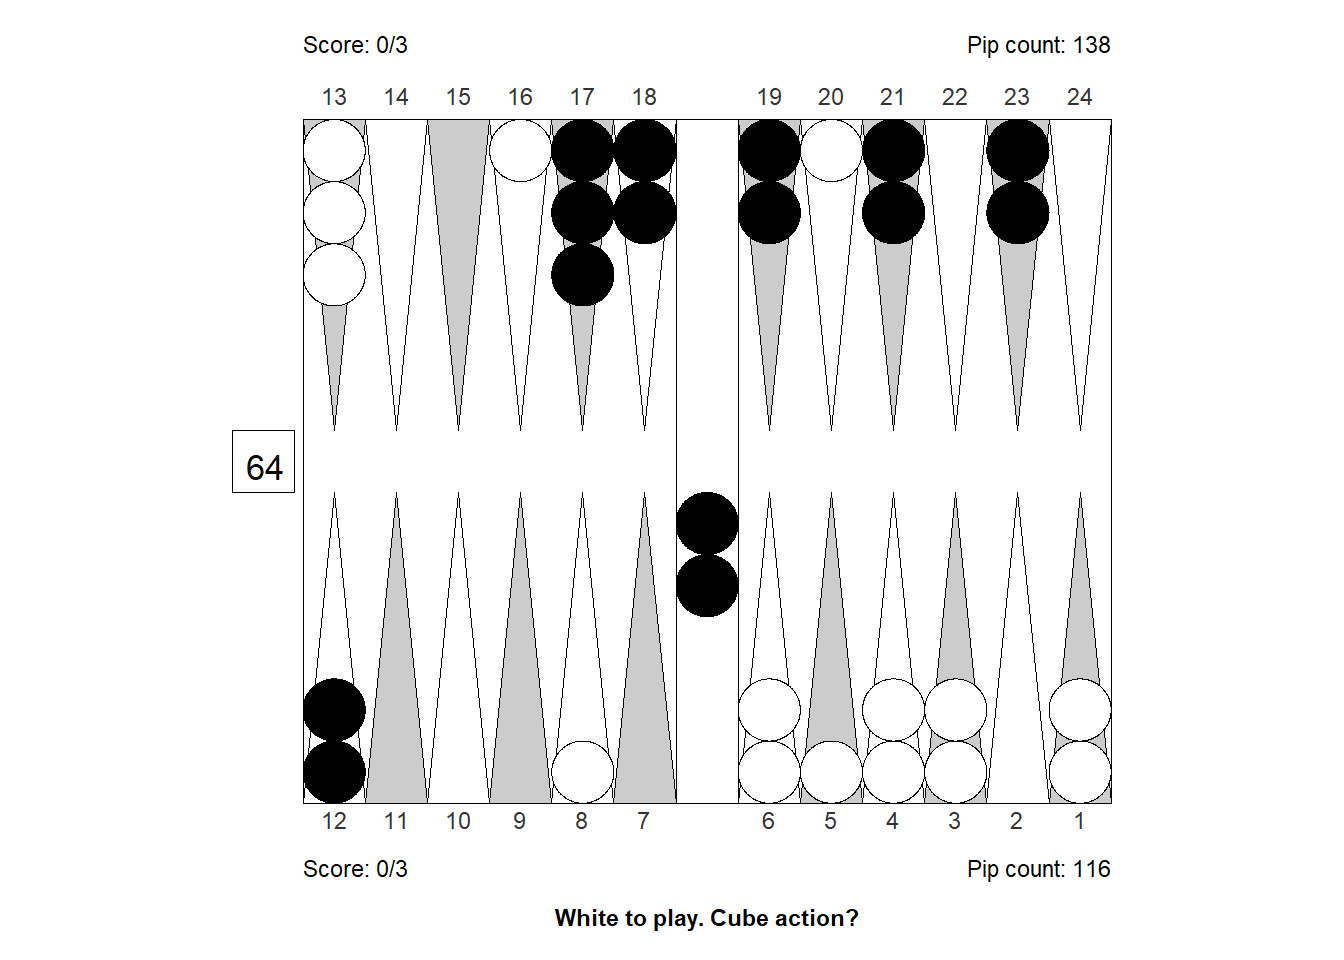 Score: 0/3 Pip count: 138
13 14 15 16 17 18 19 20 21 22 23 24
64
12 11 10 9 8 7 6 5 4 3 2 1
Score: 0/3 Pip count: 116
White to play. Cube action?